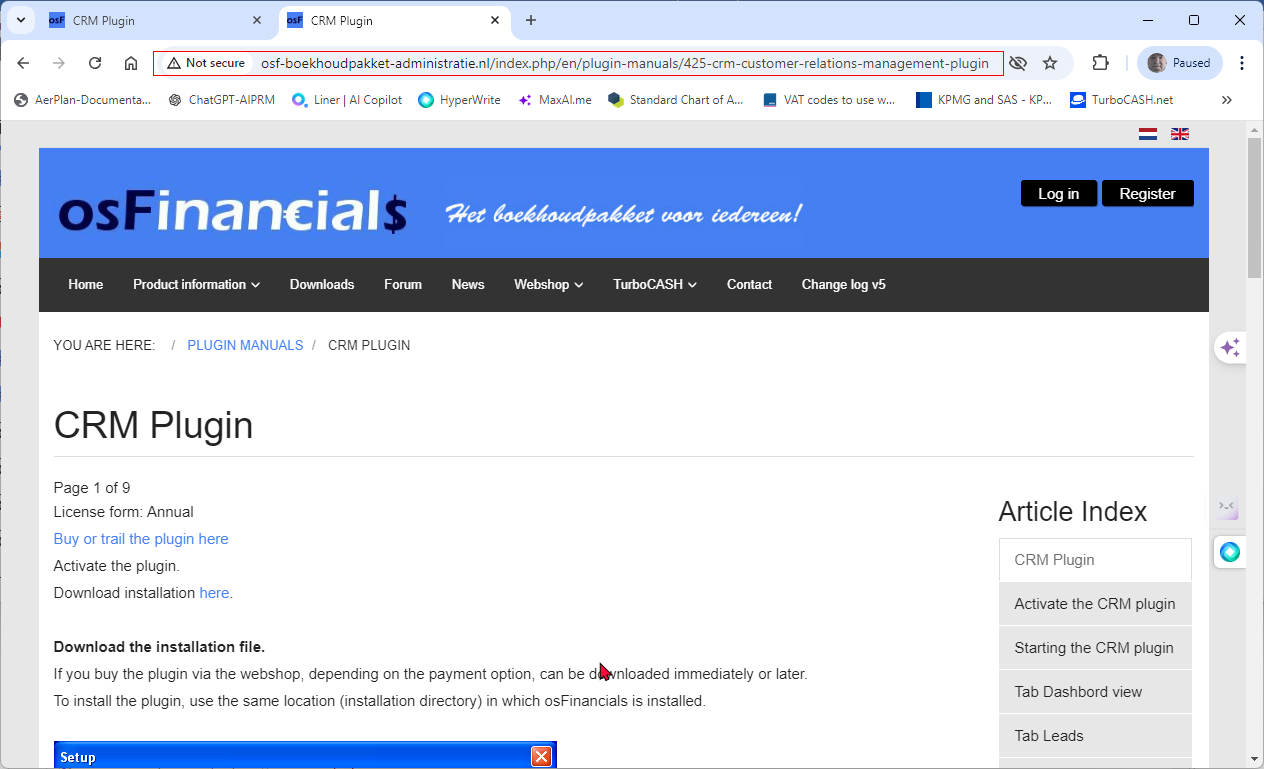 osF CRM Plugin
osF CRM Plugin
Not secure osf-boekhoudpakket-administratie.nl/index.php/en/plugin-manuals/425-crm-customer-relations-management-plugin Paused
AerPlan-Documenta... ChatGPT-AIPRM Liner | AI Copilot HyperWrite MaxAI.me Standard Chart of A... VAT codes to use w... KPMG and SAS - KP... TurboCASH.net
osFinan€ial$ Het boekhoudpakket voor iedereen! Log in Register
Home Product information Downloads Forum News Webshop TurboCASH Contact Change log v5
YOU ARE HERE: / PLUGIN MANUALS / CRM PLUGIN
CRM Plugin
Page 1 of 9
License form: Annual
Buy or trail the plugin here
Activate the plugin.
Download installation here.
Download the installation file.
If you buy the plugin via the webshop, depending on the payment option, can be downloaded immediately or later.
To install the plugin, use the same location (installation directory) in which osFinancials is installed.
Setup
Article Index
CRM Plugin
Activate the CRM plugin
Starting the CRM plugin
Tab Dashbord view
Tab Leads